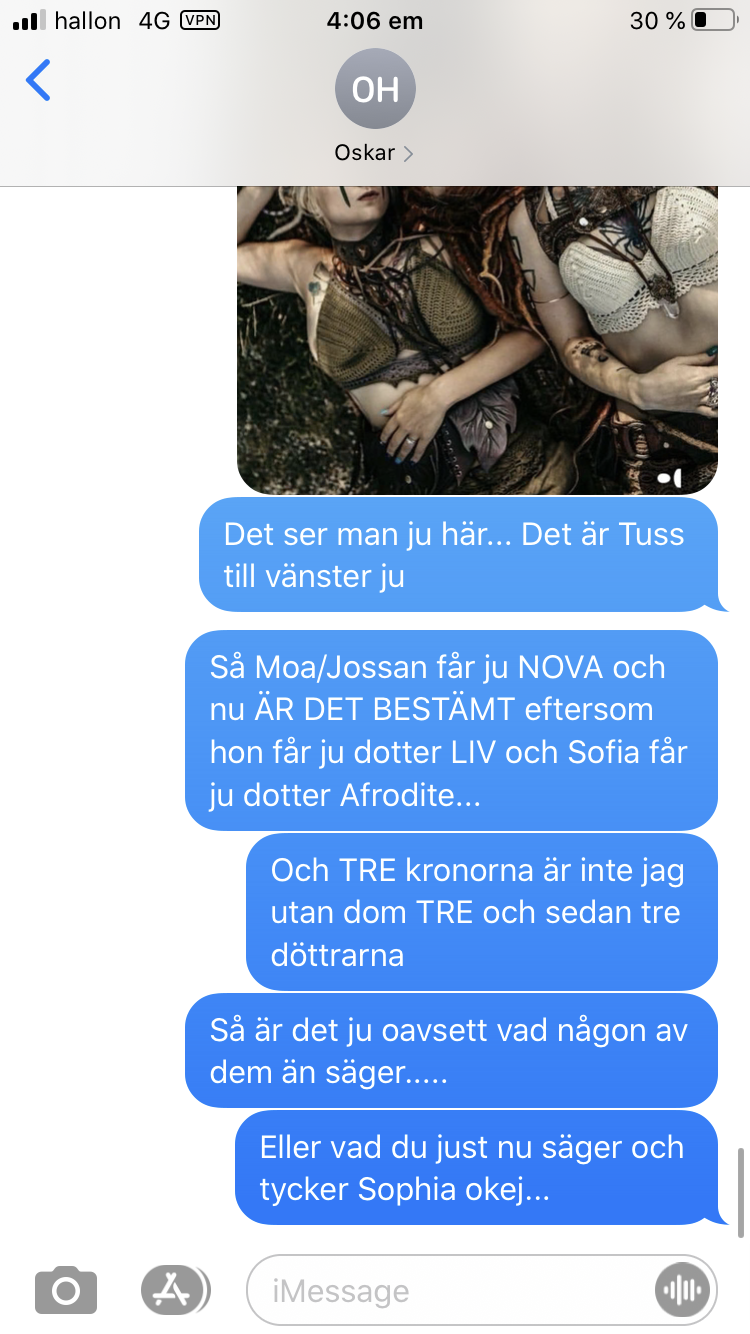 hallon 4G VPN 4:06 em 30 %
OH
Oskar
Det ser man ju här... Det är Tuss
till vänster ju
Så Moa/Jossan får ju NOVA och
nu ÄR DET BESTÄMT eftersom
hon får ju dotter LIV och Sofia får
ju dotter Afrodite...
Och TRE kronorna är inte jag
utan dom TRE och sedan tre
döttrarna
Så är det ju oavsett vad någon av
dem än säger.....
Eller vad du just nu säger och
tycker Sophia okej...
iMessage